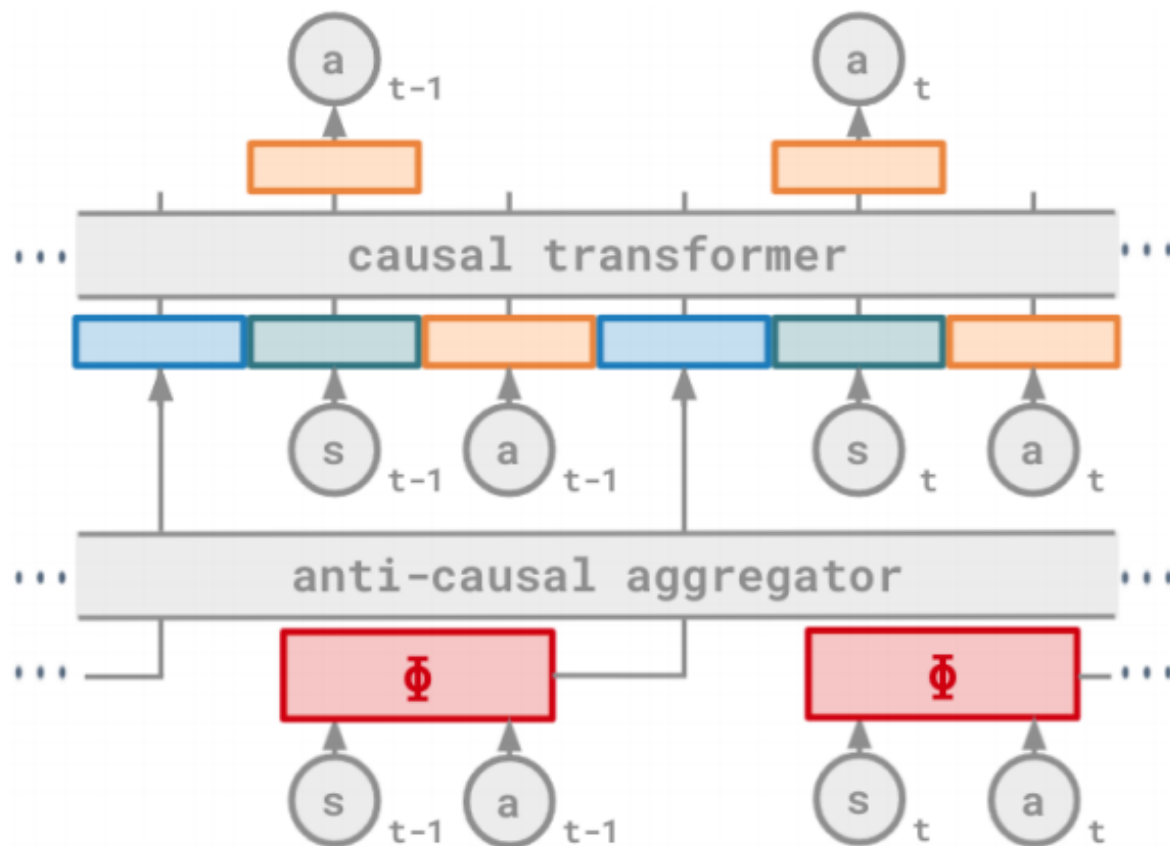 a t-1 a t
causal transformer
s t-1 a t-1 s t a t
anti-causal aggregator
Φ Φ
s t-1 a t-1 s t a t